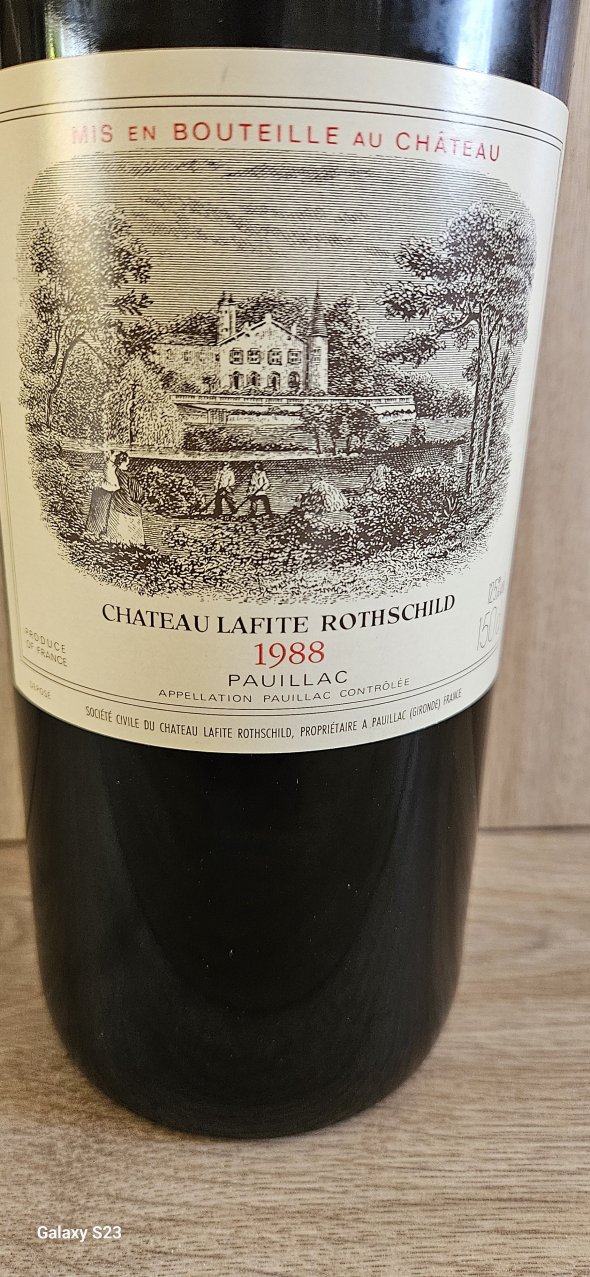 MIS EN BOUTEILLE AU CHÂTEAU
CHATEAU LAFITE ROTHSCHILD
1988
PAUILLAC
APPELLATION PAUILLAC CONTRÔLÉE
PRODUCE
OF FRANCE
DÉPOSÉ
SOCIÉTÉ CIVILE DU CHATEAU LAFITE ROTHSCHILD, PROPRIÉTAIRE A PAUILLAC (GIRONDE) FRANCE
Galaxy S23